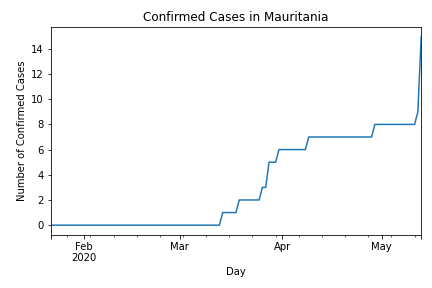 Confirmed Cases in Mauritania
Number of Confirmed Cases
14
12
10
8
6
4
2
0
Feb
2020
Mar
Apr
May
Day